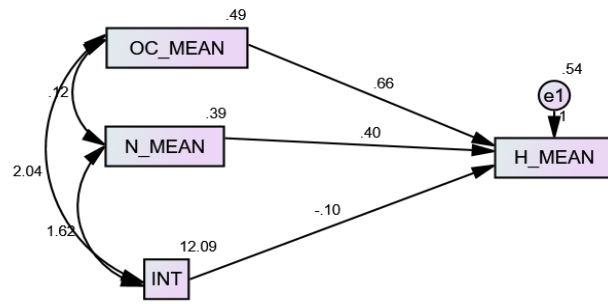 .49
OC_MEAN
.66
.54
e1
1
.12
.39
N_MEAN
.40
H_MEAN
2.04
1.62
12.09
-.10
INT